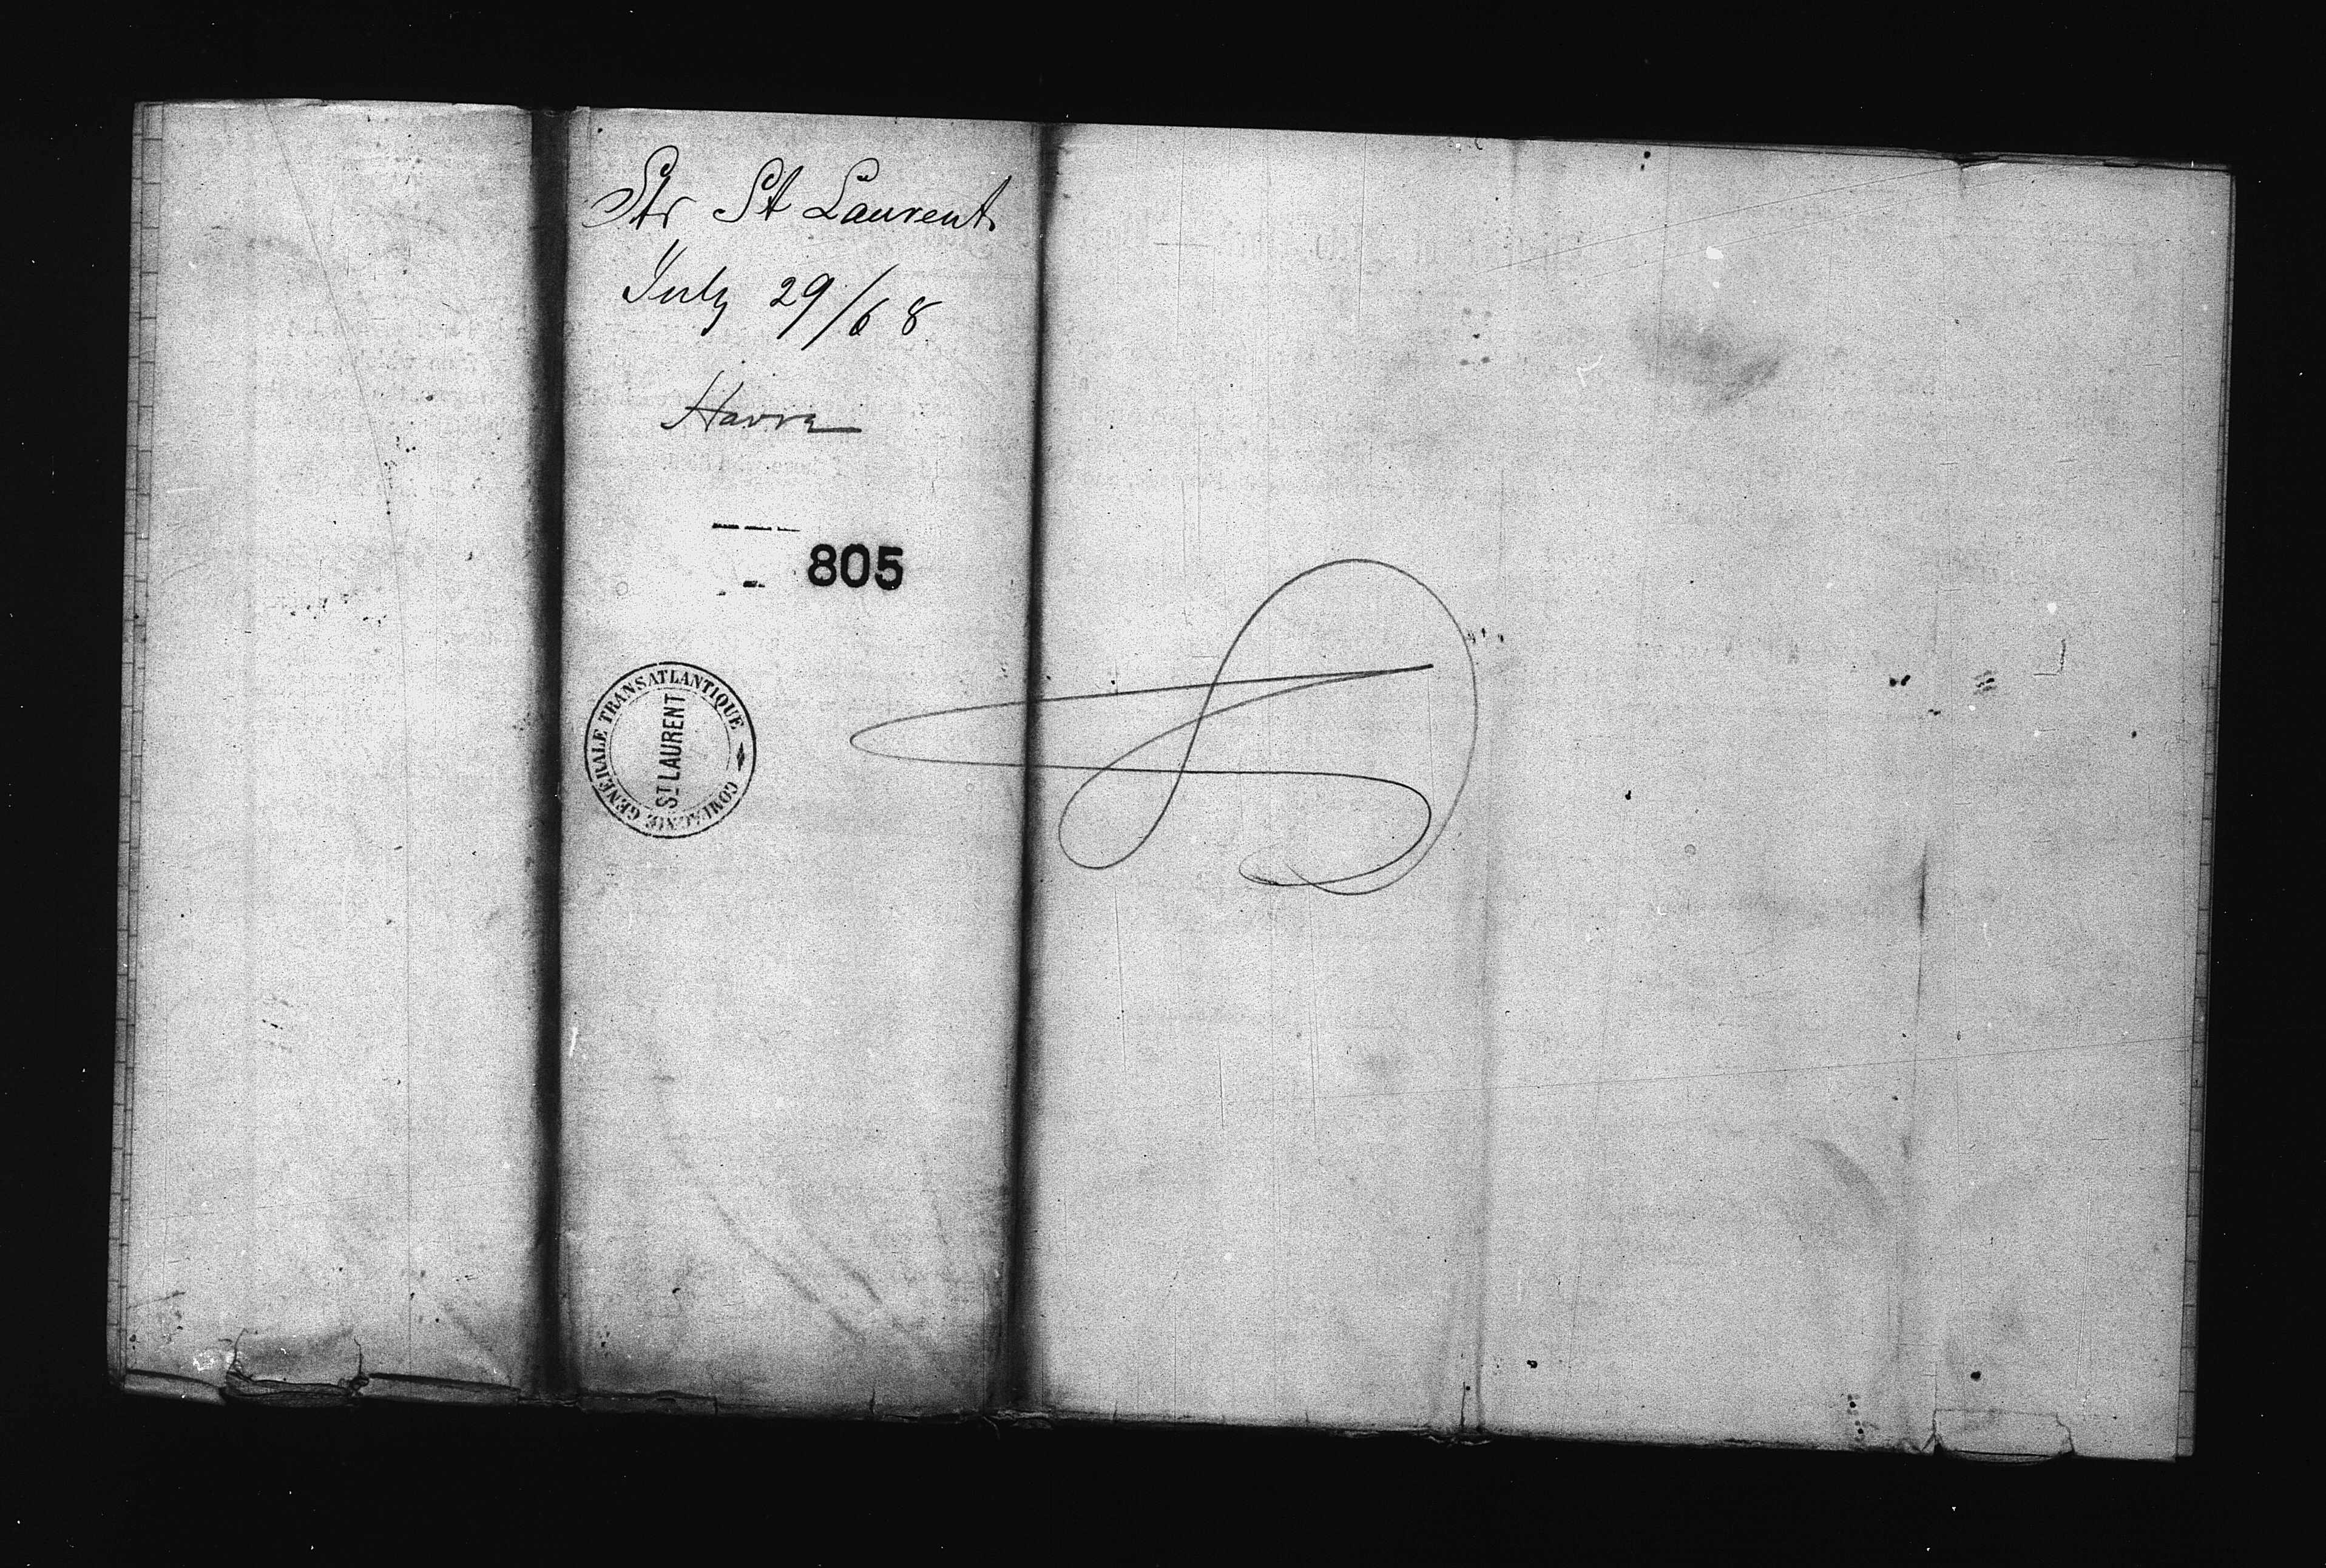 Str St Laurent
July 29/68
Havre
805
COMPAGNIE GENERALE TRANSATLANTIQUE
ST LAURENT